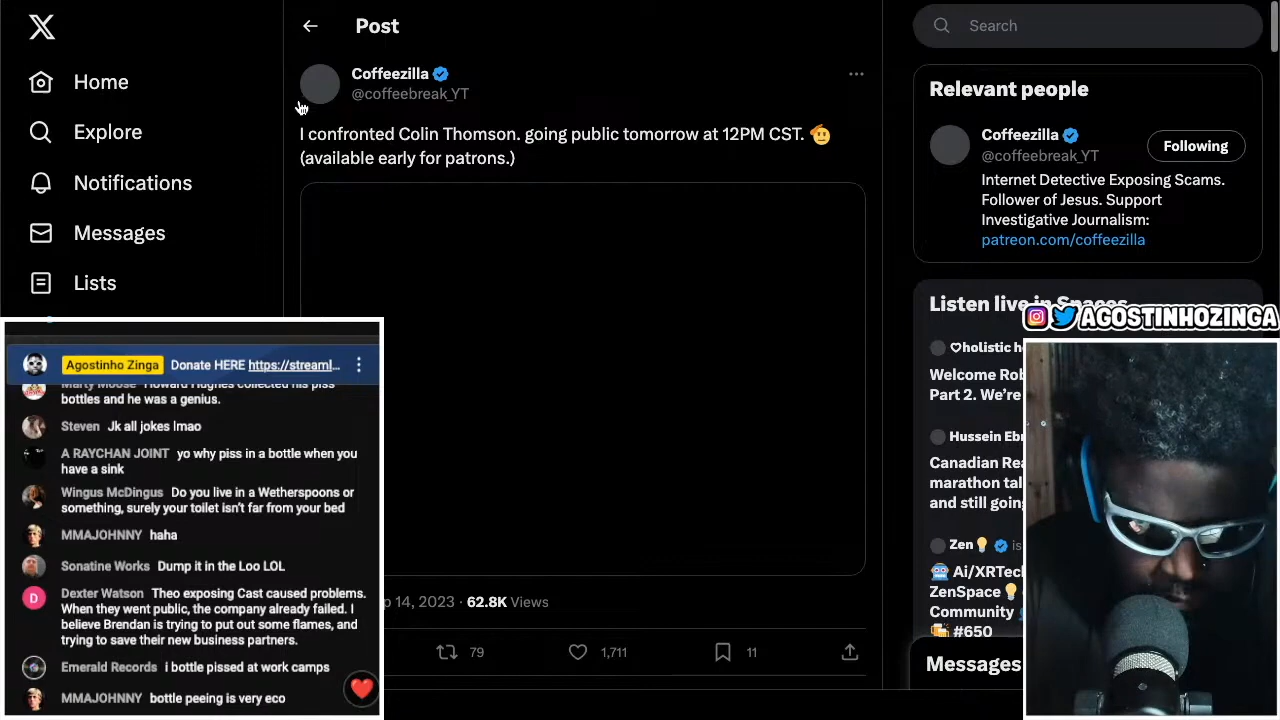 Home
Explore
Notifications
Messages
Lists
Post
Coffeezilla
@coffeebreak_YT
I confronted Colin Thomson. going public tomorrow at 12PM CST. 🫡
(available early for patrons.)
p 14, 2023 · 62.8K Views
79
1,711
11
Search
Relevant people
Coffeezilla
@coffeebreak_YT
Following
Internet Detective Exposing Scams.
Follower of Jesus. Support
Investigative Journalism:
patreon.com/coffeezilla
Listen live in Spaces
AGOSTINHOZINGA
holistic h
Welcome Rob
Part 2. We're
Hussein Ebr
Canadian Rea
marathon tal
and still goin
Zen💡 is
Ai/XRTec
ZenSpace💡
Community
#650
Messages
Agostinho Zinga Donate HERE https://streaml...
Marty Moose Howard Hughes collected his piss
bottles and he was a genius.
Steven Jk all jokes lmao
A RAYCHAN JOINT yo why piss in a bottle when you
have a sink
Wingus McDingus Do you live in a Wetherspoons or
something, surely your toilet isn't far from your bed
MMAJOHNNY haha
Sonatine Works Dump it in the Loo LOL
D
Dexter Watson Theo exposing Cast caused problems.
When they went public, the company already failed. I
believe Brendan is trying to put out some flames, and
trying to save their new business partners.
Emerald Records i bottle pissed at work camps
MMAJOHNNY bottle peeing is very eco